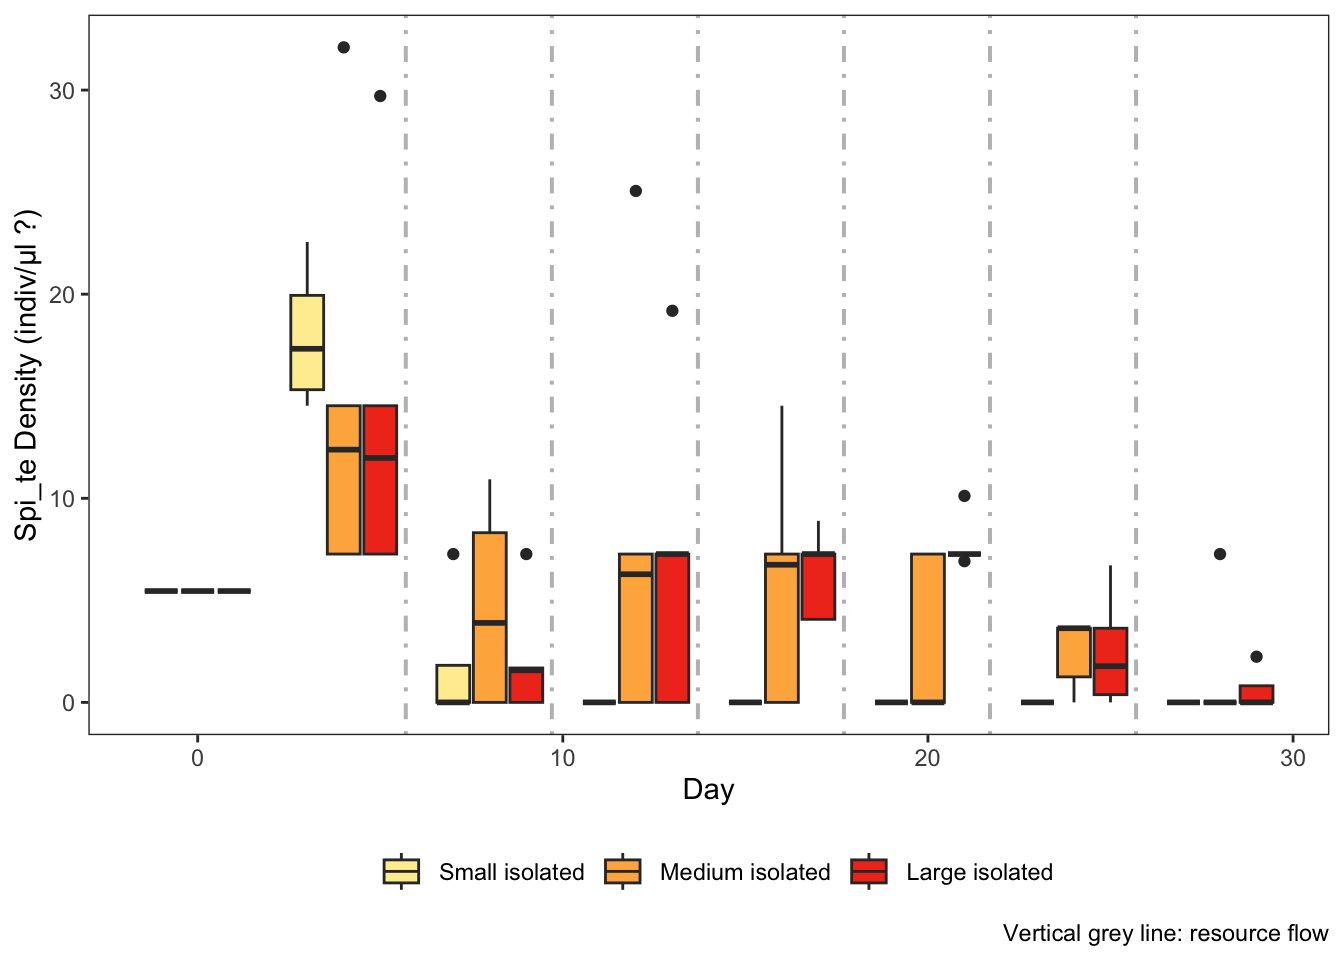 Spi_te Density (indiv/µl ?)
30
20
10
0
0 10 20 30
Day
Small isolated Medium isolated Large isolated
Vertical grey line: resource flow